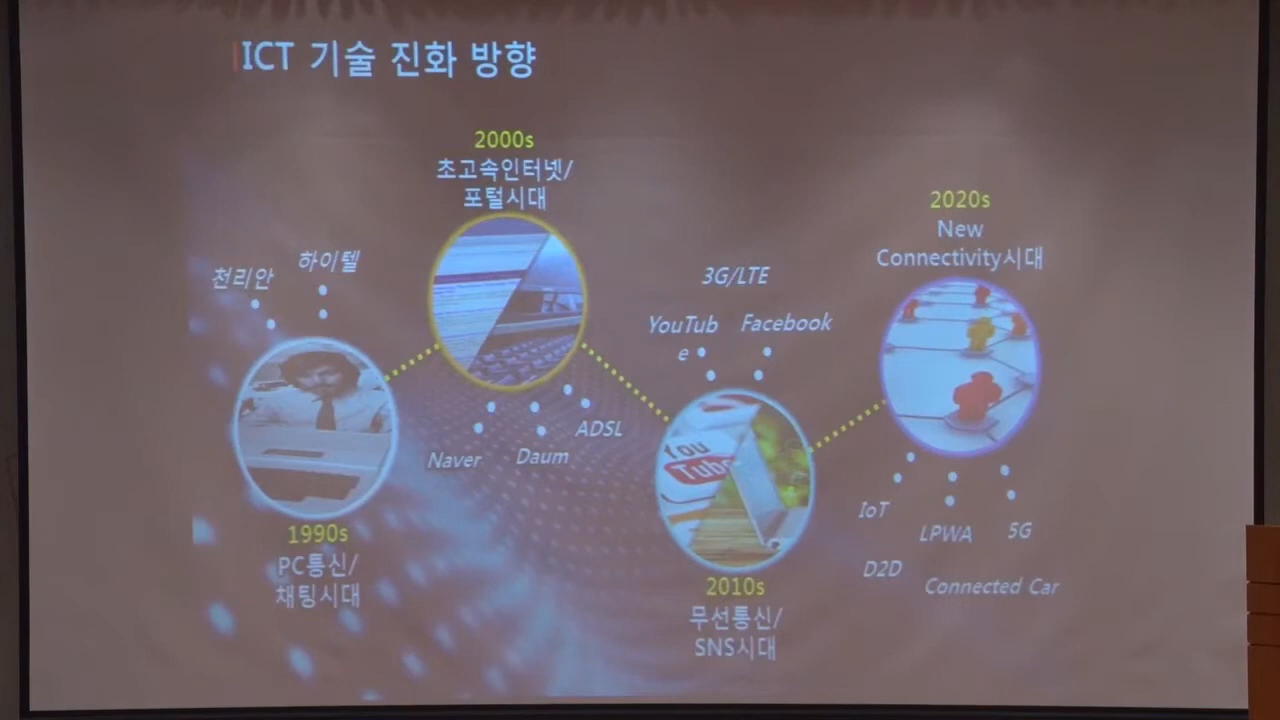 ICT 기술 진화 방향
천리안
하이텔
1990s
PC통신/
채팅시대
2000s
초고속인터넷/
포털시대
Naver
Daum
ADSL
3G/LTE
YouTub
e
Facebook
You
Tube
2010s
무선통신/
SNS시대
2020s
New
Connectivity시대
IoT
LPWA
5G
D2D
Connected Car